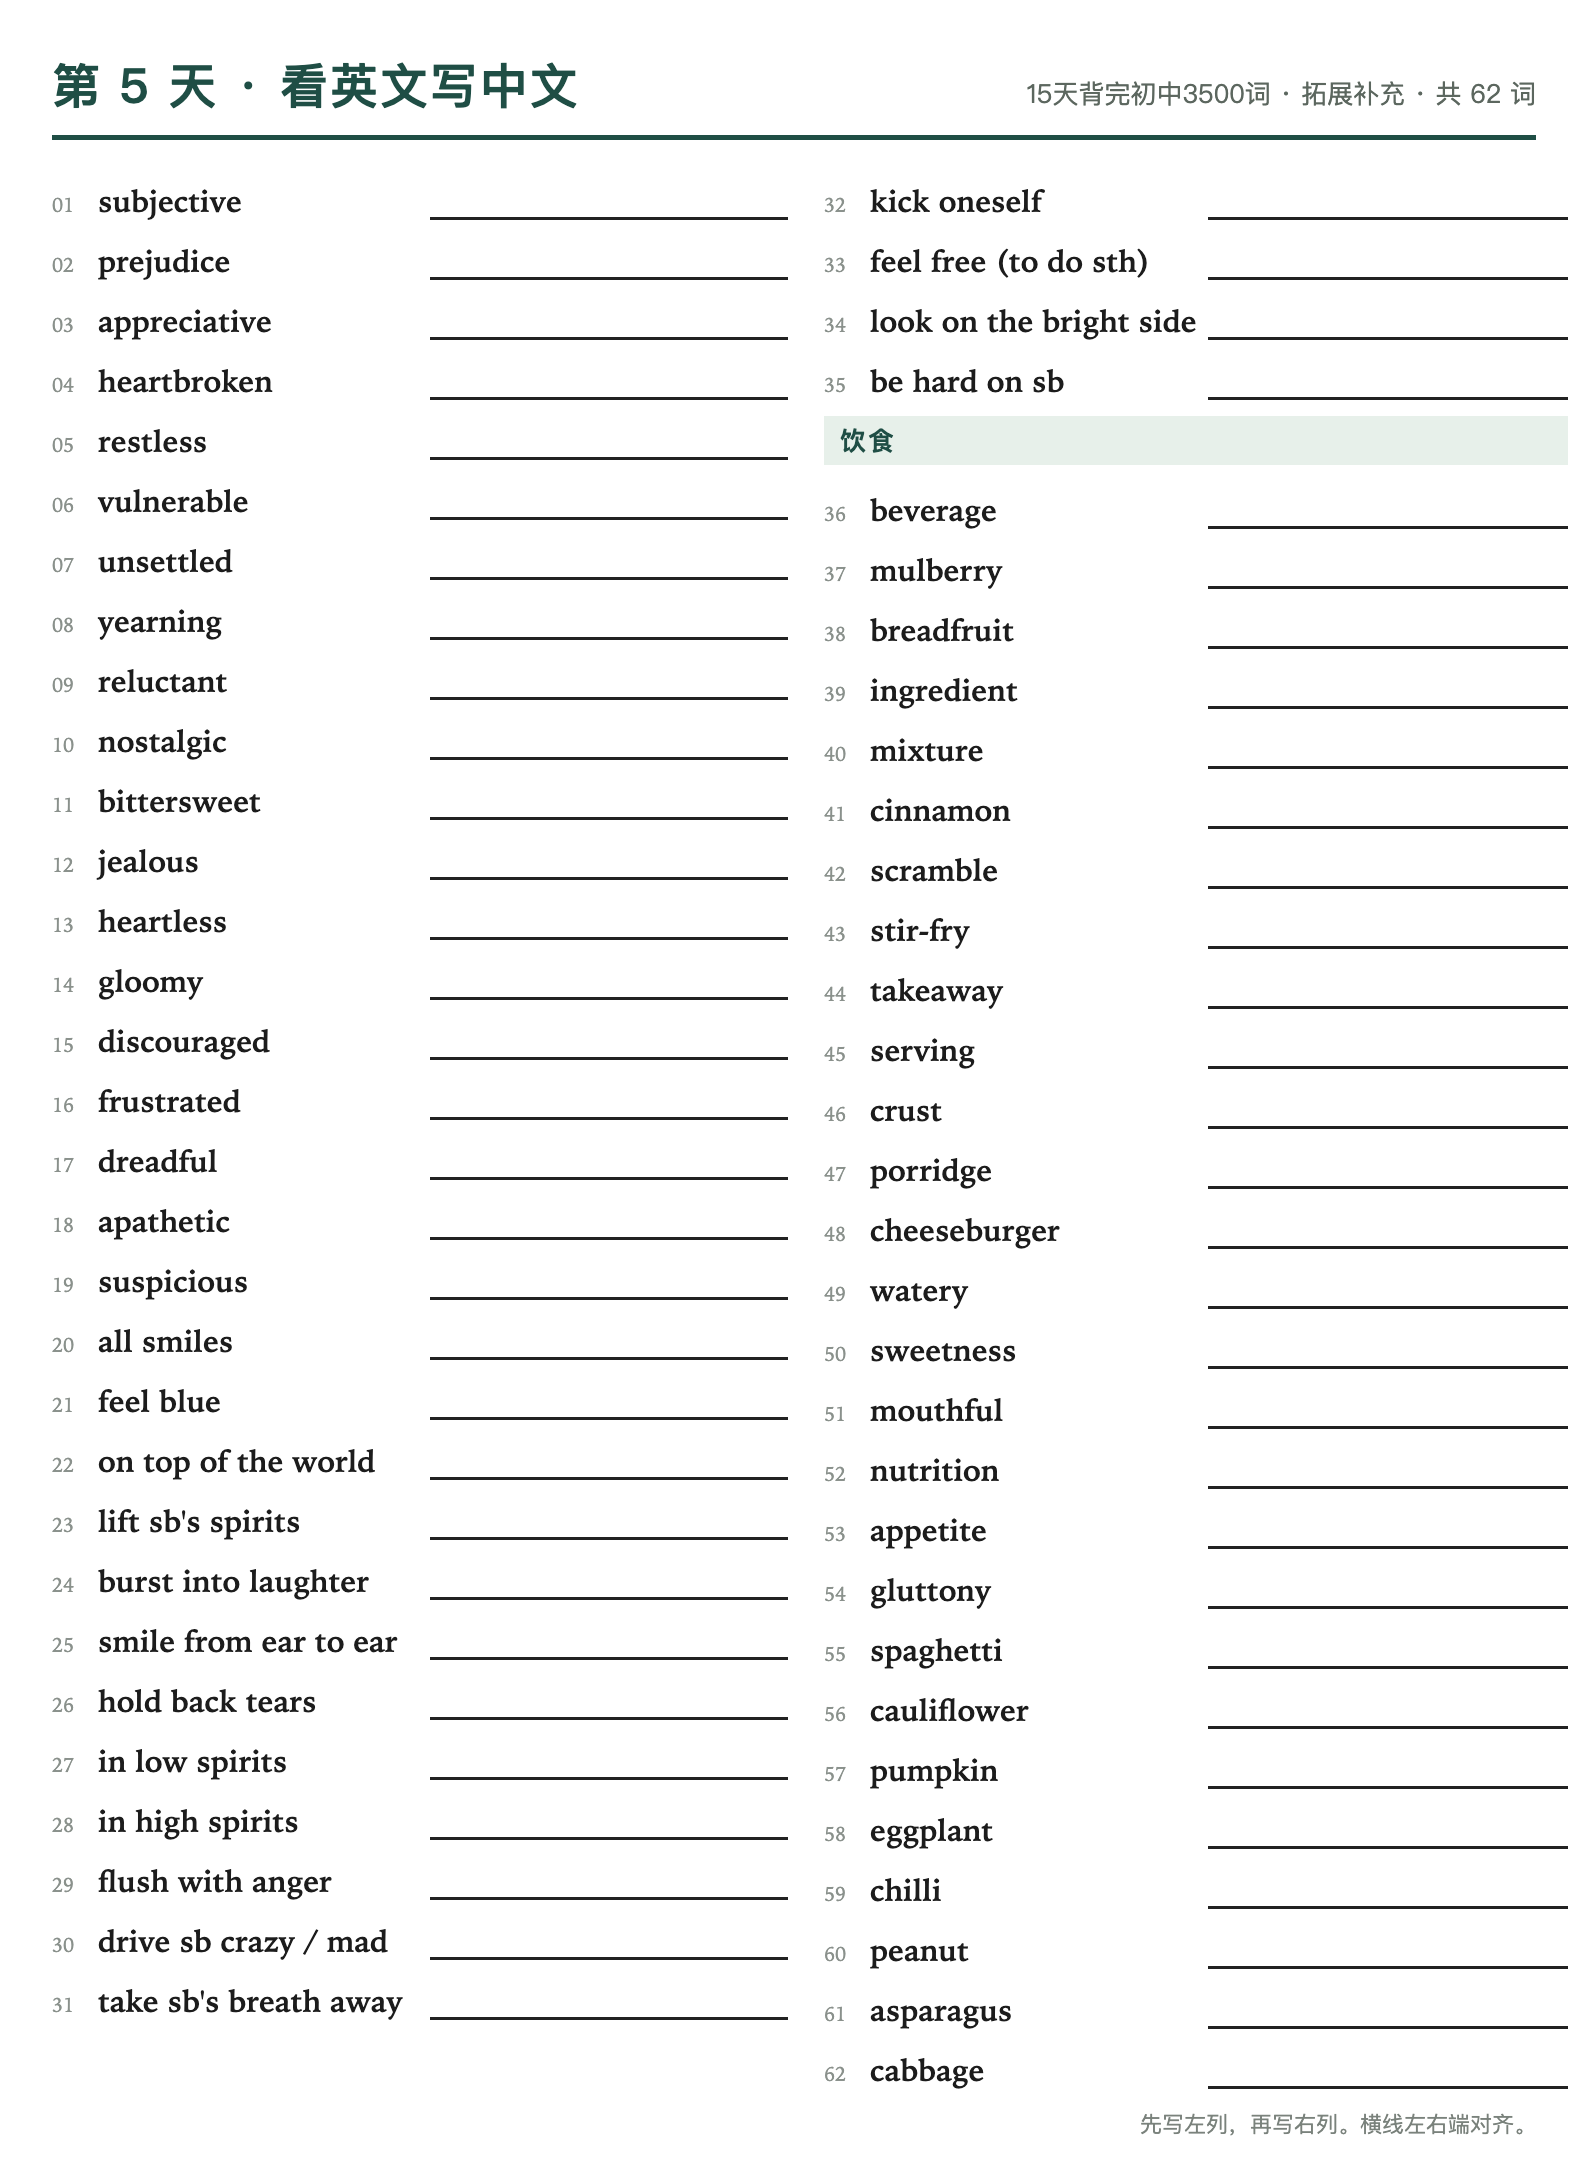 第 5 天 · 看英文写中文
15天背完初中3500词 · 拓展补充 · 共 62 词
01 subjective
02 prejudice
03 appreciative
04 heartbroken
05 restless
06 vulnerable
07 unsettled
08 yearning
09 reluctant
10 nostalgic
11 bittersweet
12 jealous
13 heartless
14 gloomy
15 discouraged
16 frustrated
17 dreadful
18 apathetic
19 suspicious
20 all smiles
21 feel blue
22 on top of the world
23 lift sb's spirits
24 burst into laughter
25 smile from ear to ear
26 hold back tears
27 in low spirits
28 in high spirits
29 flush with anger
30 drive sb crazy / mad
31 take sb's breath away
32 kick oneself
33 feel free (to do sth)
34 look on the bright side
35 be hard on sb
饮食
36 beverage
37 mulberry
38 breadfruit
39 ingredient
40 mixture
41 cinnamon
42 scramble
43 stir-fry
44 takeaway
45 serving
46 crust
47 porridge
48 cheeseburger
49 watery
50 sweetness
51 mouthful
52 nutrition
53 appetite
54 gluttony
55 spaghetti
56 cauliflower
57 pumpkin
58 eggplant
59 chilli
60 peanut
61 asparagus
62 cabbage
先写左列，再写右列。横线左右端对齐。